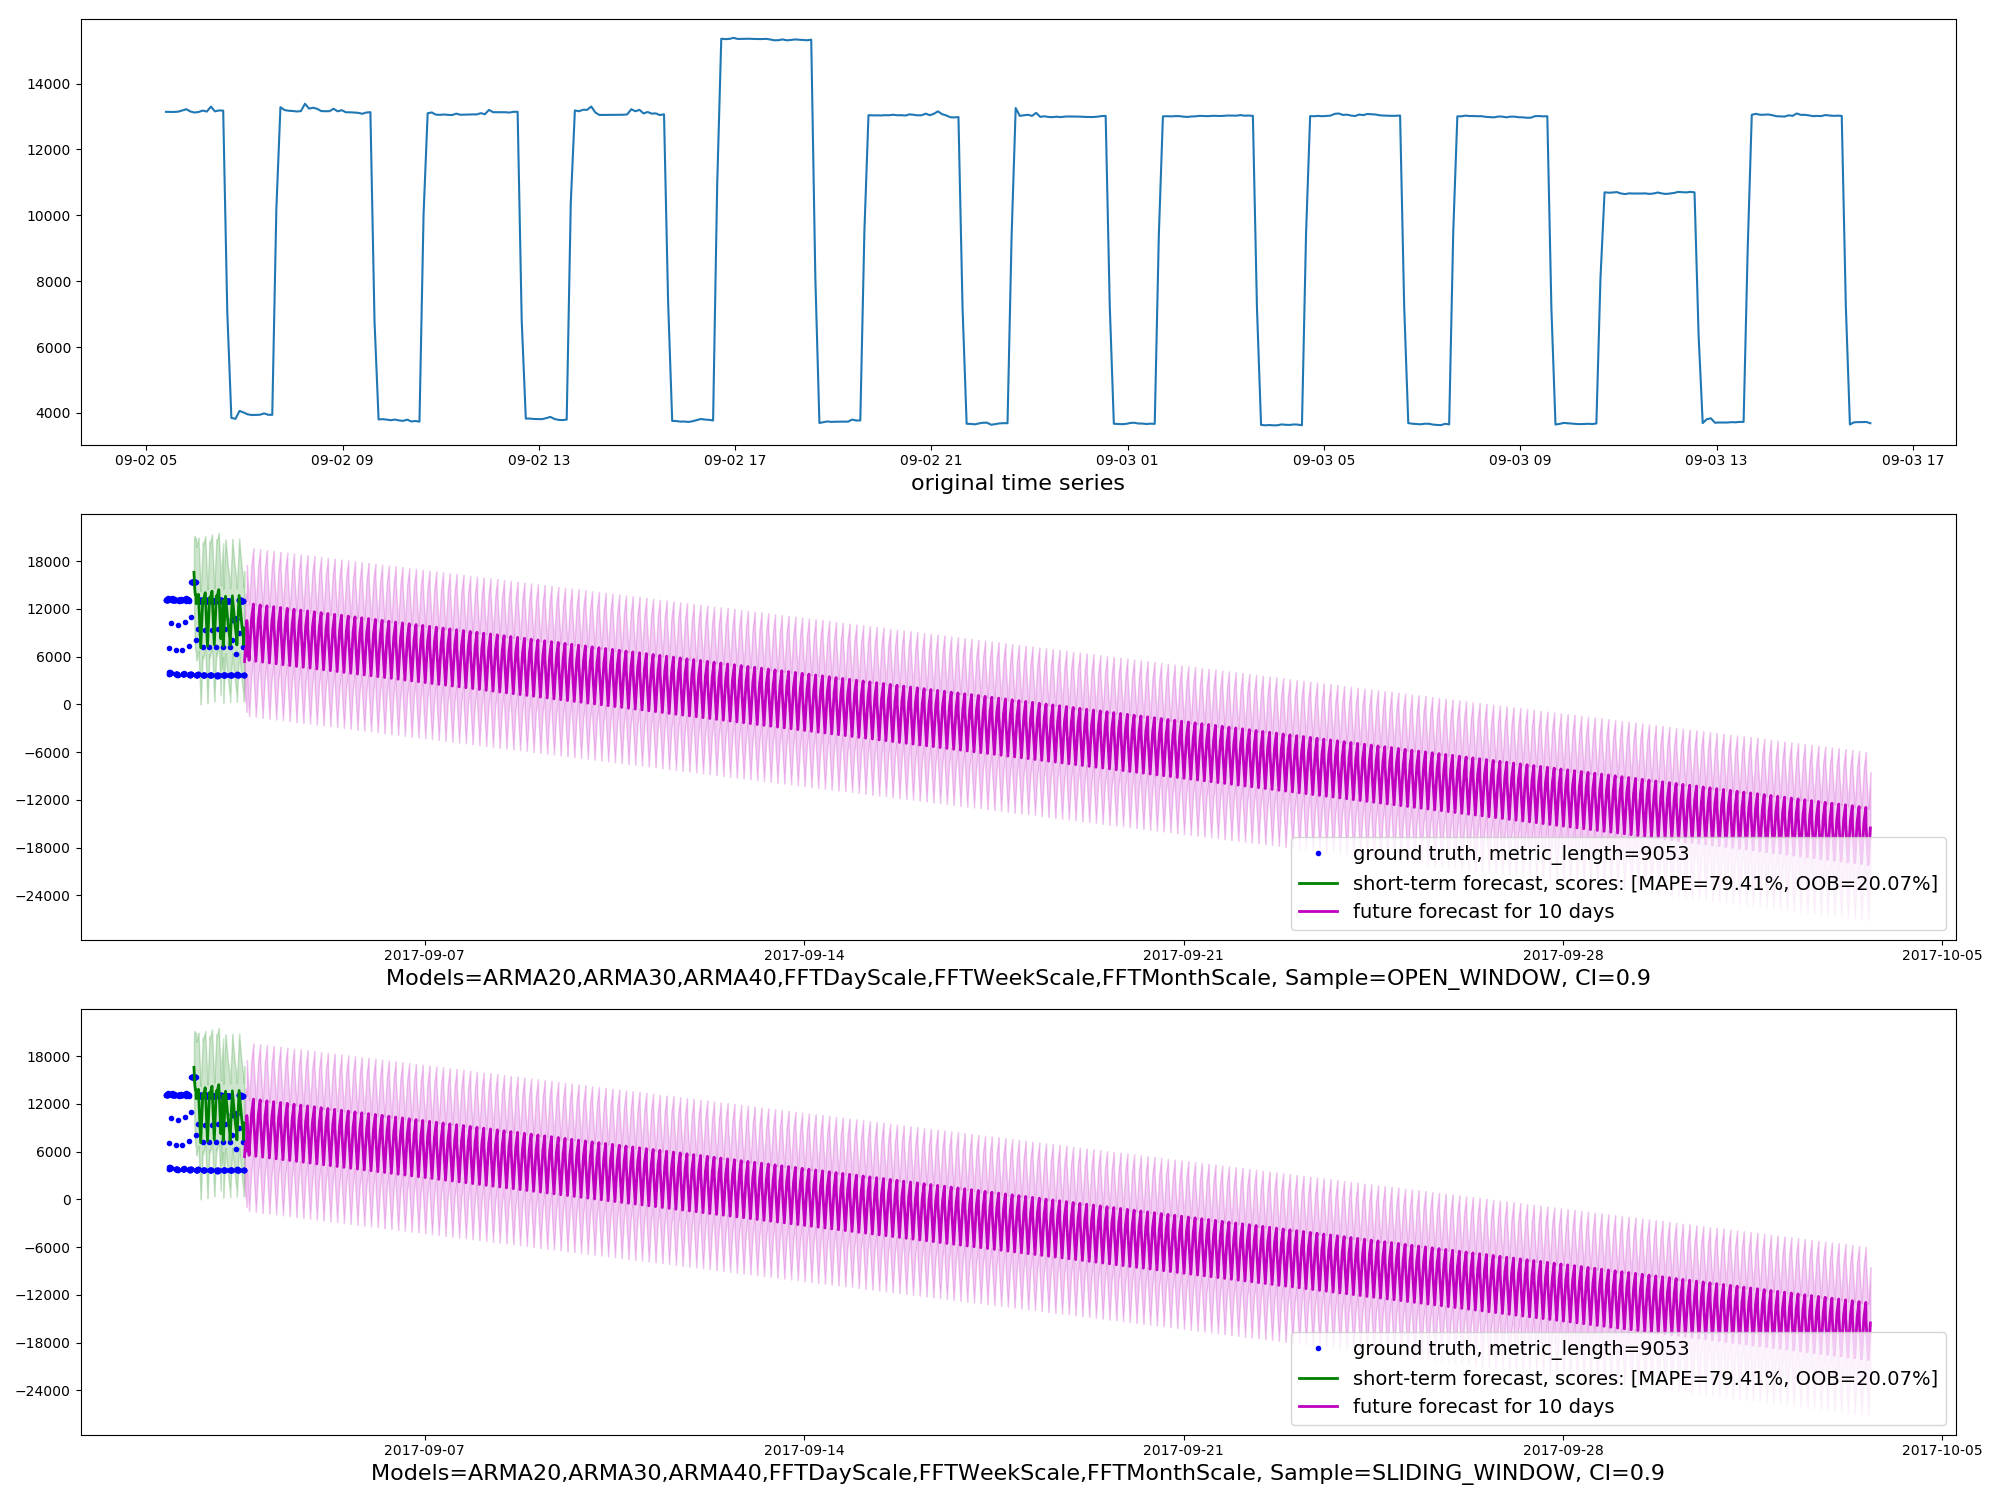 14000
12000
10000
8000
6000
4000
09-02 05 09-02 09 09-02 13 09-02 17 09-02 21 09-03 01 09-03 05 09-03 09 09-03 13 09-03 17
original time series
18000
12000
6000
0
−6000
−12000
−18000
−24000
ground truth, metric_length=9053
short-term forecast, scores: [MAPE=79.41%, OOB=20.07%]
future forecast for 10 days
2017-09-07 2017-09-14 2017-09-21 2017-09-28 2017-10-05
Models=ARMA20,ARMA30,ARMA40,FFTDayScale,FFTWeekScale,FFTMonthScale, Sample=OPEN_WINDOW, CI=0.9
18000
12000
6000
0
−6000
−12000
−18000
−24000
ground truth, metric_length=9053
short-term forecast, scores: [MAPE=79.41%, OOB=20.07%]
future forecast for 10 days
2017-09-07 2017-09-14 2017-09-21 2017-09-28 2017-10-05
Models=ARMA20,ARMA30,ARMA40,FFTDayScale,FFTWeekScale,FFTMonthScale, Sample=SLIDING_WINDOW, CI=0.9